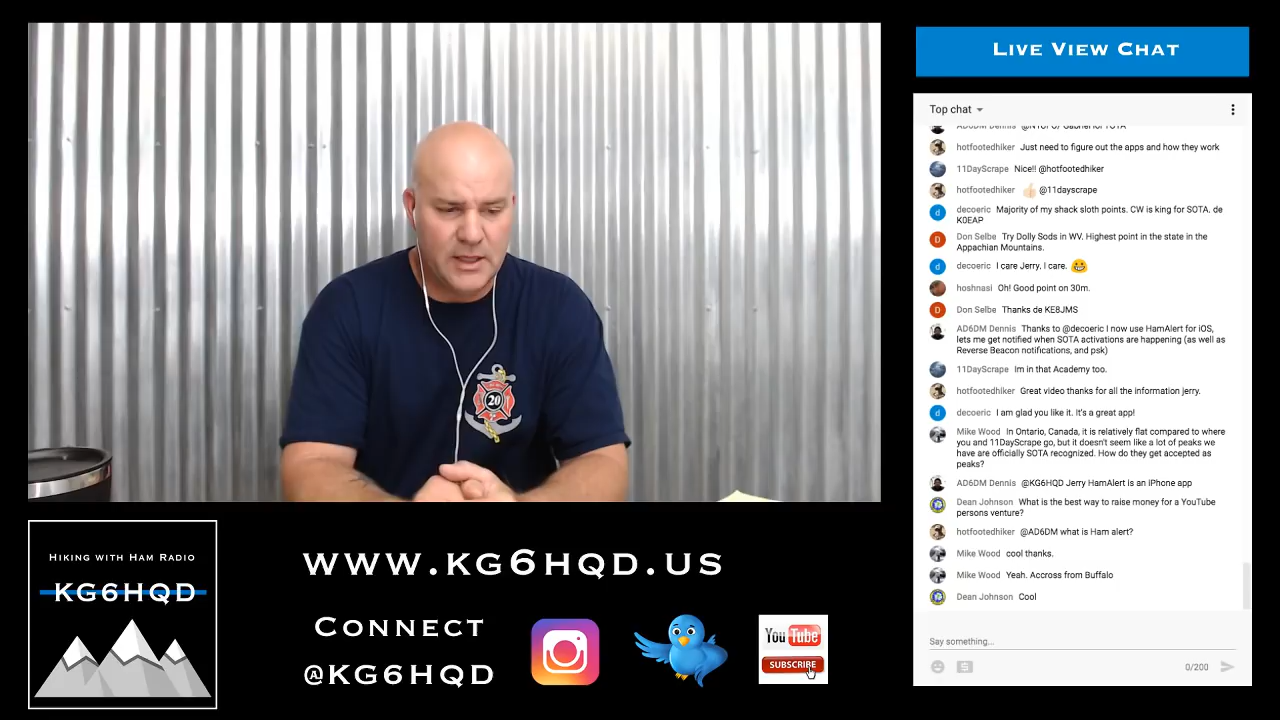 Live View Chat
Top chat
AD6DM Dennis
hotfootedhiker Just need to figure out the apps and how they work
11DayScrape Nice!! @hotfootedhiker
hotfootedhiker @11dayscrape
decoeric Majority of my shack sloth points. CW is king for SOTA. de
K0EAP
Don Selbe Try Dolly Sods in WV. Highest point in the state in the
Appachian Mountains.
decoeric I care Jerry. I care.
hoshnasi Oh! Good point on 30m.
Don Selbe Thanks de KE8JMS
AD6DM Dennis Thanks to @decoeric I now use HamAlert for iOS,
lets me get notified when SOTA activations are happening (as well as
Reverse Beacon notifications, and psk)
11DayScrape Im in that Academy too.
hotfootedhiker Great video thanks for all the information jerry.
decoeric I am glad you like it. It's a great app!
Mike Wood In Ontario, Canada, it is relatively flat compared to where
you and 11DayScrape go, but it doesn't seem like a lot of peaks we
have are officially SOTA recognized. How do they get accepted as
peaks?
AD6DM Dennis @KG6HQD Jerry HamAlert is an iPhone app
Dean Johnson What is the best way to raise money for a YouTube
persons venture?
hotfootedhiker @AD6DM what is Ham alert?
Mike Wood cool thanks.
Mike Wood Yeah. Accross from Buffalo
Dean Johnson Cool
Say something...
0/200
20
Hiking with Ham Radio
KG6HQD
www.kg6hqd.us
Connect
@KG6HQD
YouTube
SUBSCRIBE